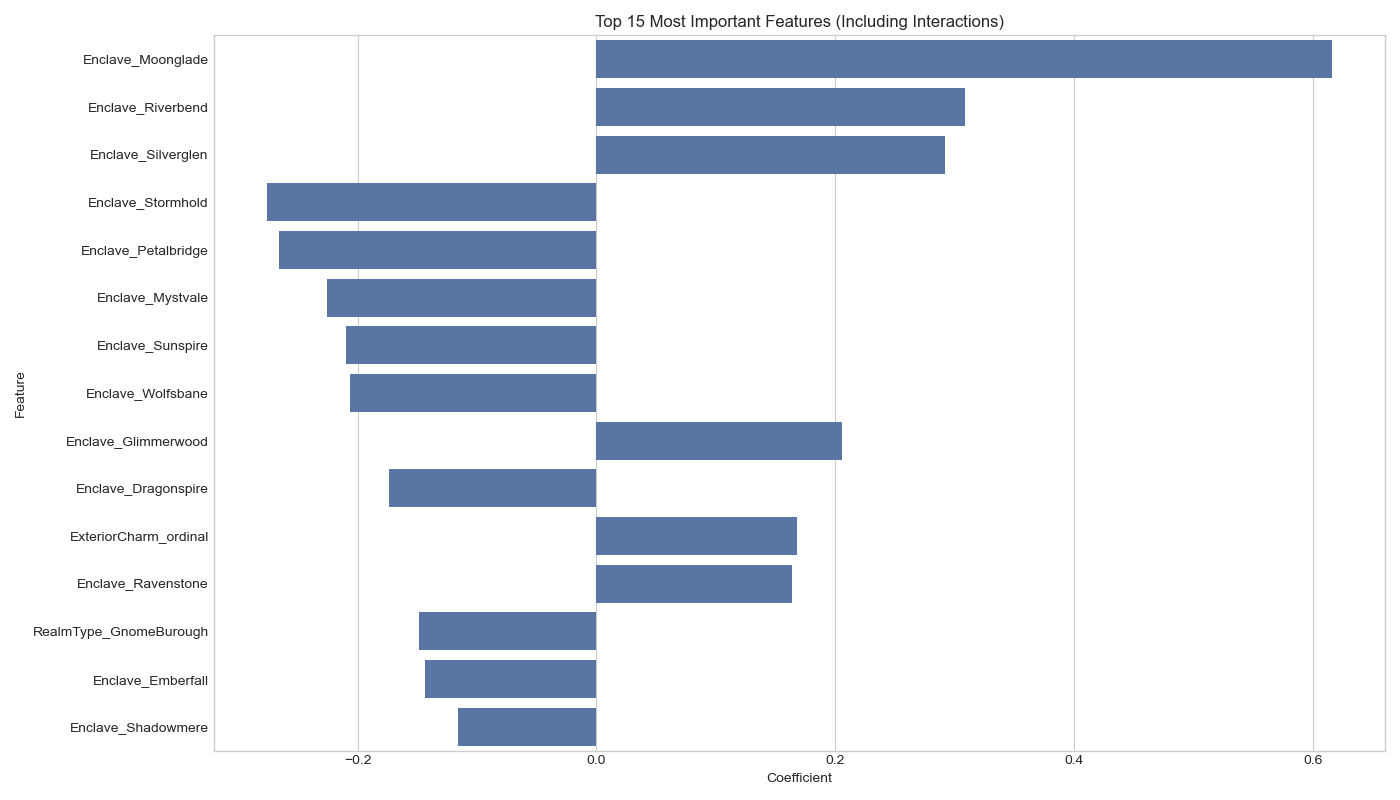 Top 15 Most Important Features (Including Interactions)
Enclave_Moonglade
Enclave_Riverbend
Enclave_Silverglen
Enclave_Stormhold
Enclave_Petalbridge
Enclave_Mystvale
Enclave_Sunspire
Enclave_Wolfsbane
Enclave_Glimmerwood
Enclave_Dragonspire
ExteriorCharm_ordinal
Enclave_Ravenstone
RealmType_GnomeBurough
Enclave_Emberfall
Enclave_Shadowmere
Feature
−0.2 0.0 0.2 0.4 0.6
Coefficient